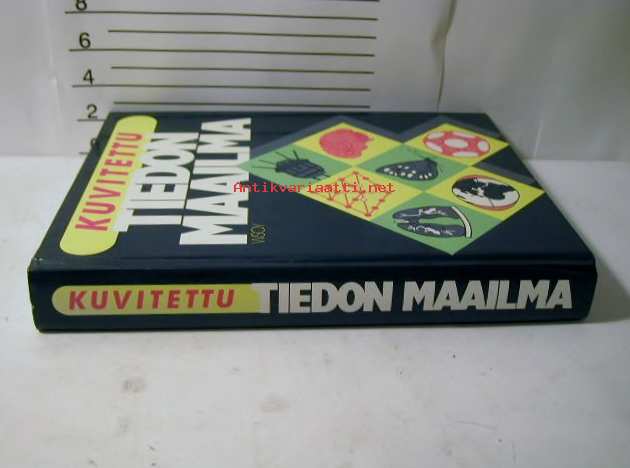 8
6
4
2
KUVITETTU
TIEDON
MAAILMA
WSOY
Antikvariaatti.net
KUVITETTU TIEDON MAAILMA